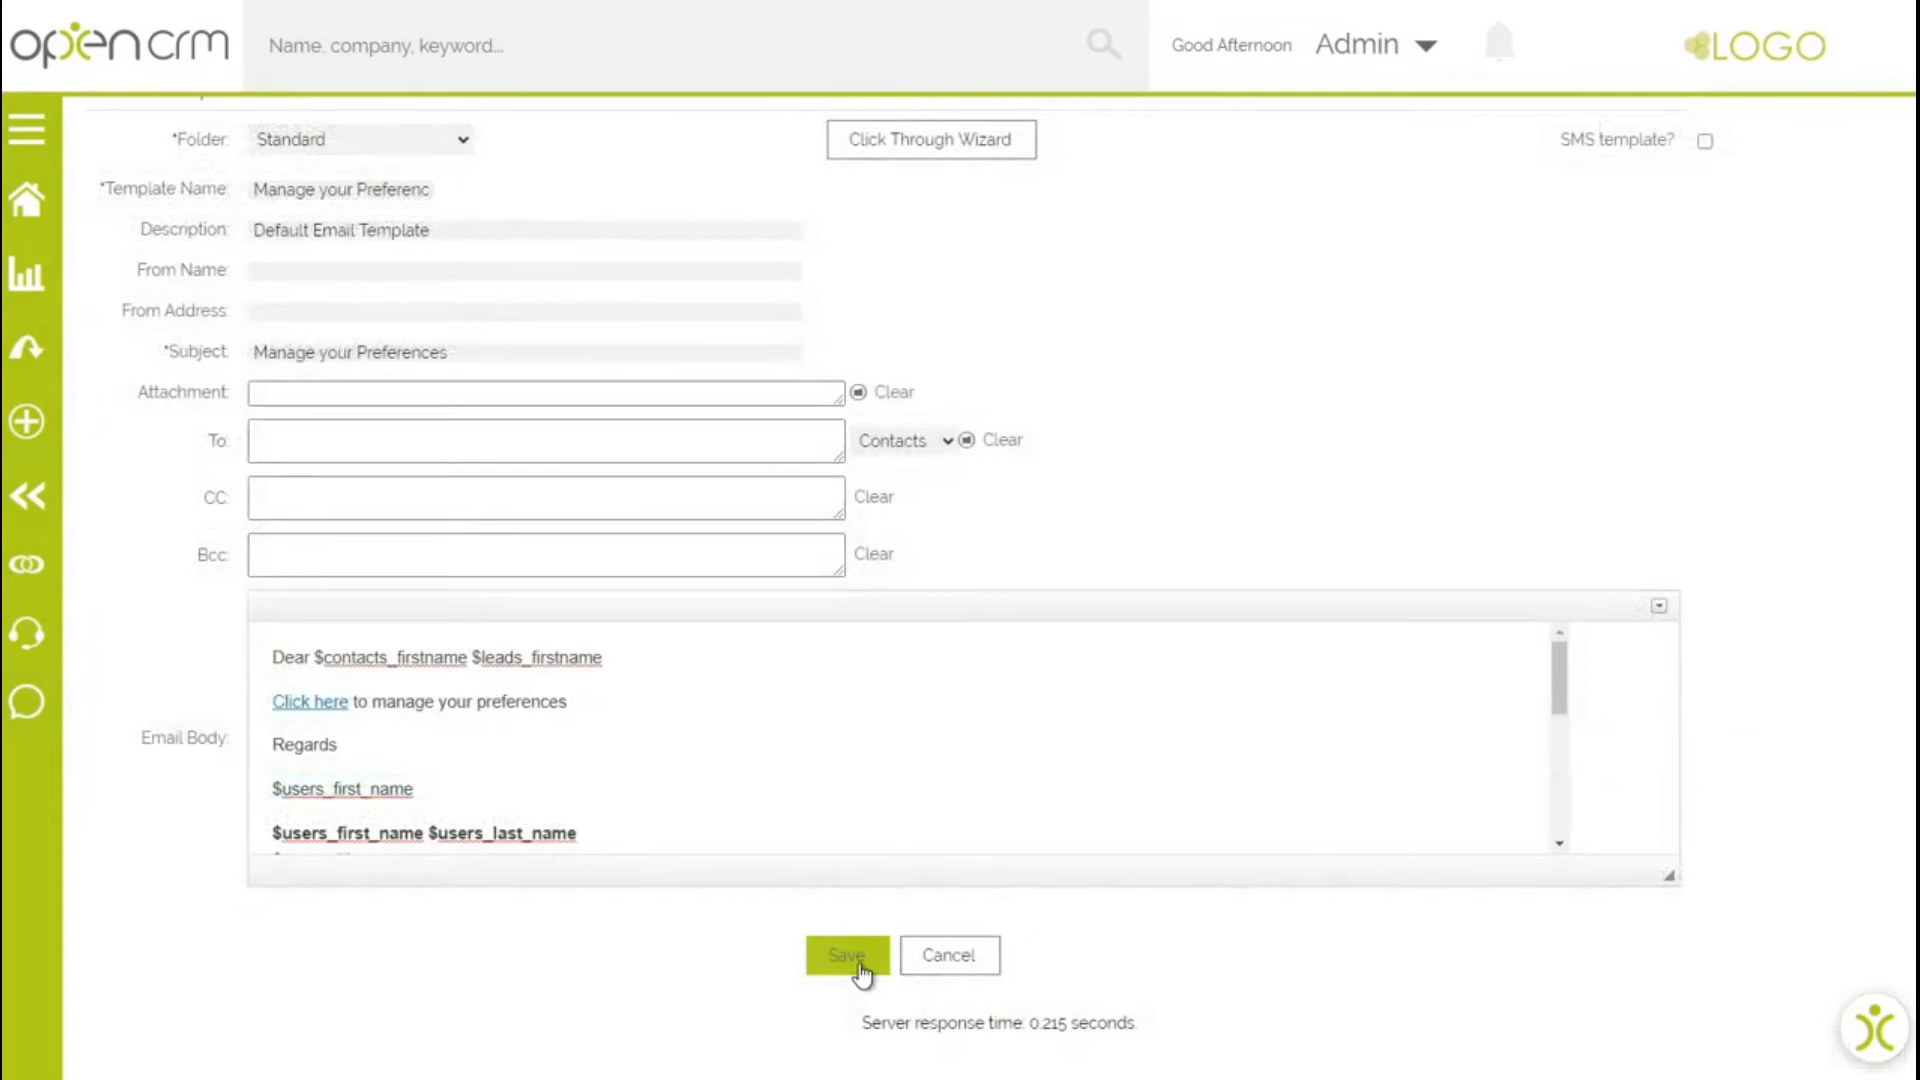 opencrm
Name, company, keyword...
Good Afternoon Admin
LOGO
*Folder: Standard
Click Through Wizard
SMS template?
*Template Name: Manage your Preferenc
Description: Default Email Template
From Name:
From Address:
*Subject: Manage your Preferences
Attachment: Clear
To: Contacts Clear
CC: Clear
Bcc: Clear
Dear $contacts_firstname $leads_firstname
Click here to manage your preferences
Regards
Email Body:
$users_first_name
$users_first_name $users_last_name
Save Cancel
Server response time: 0.215 seconds.